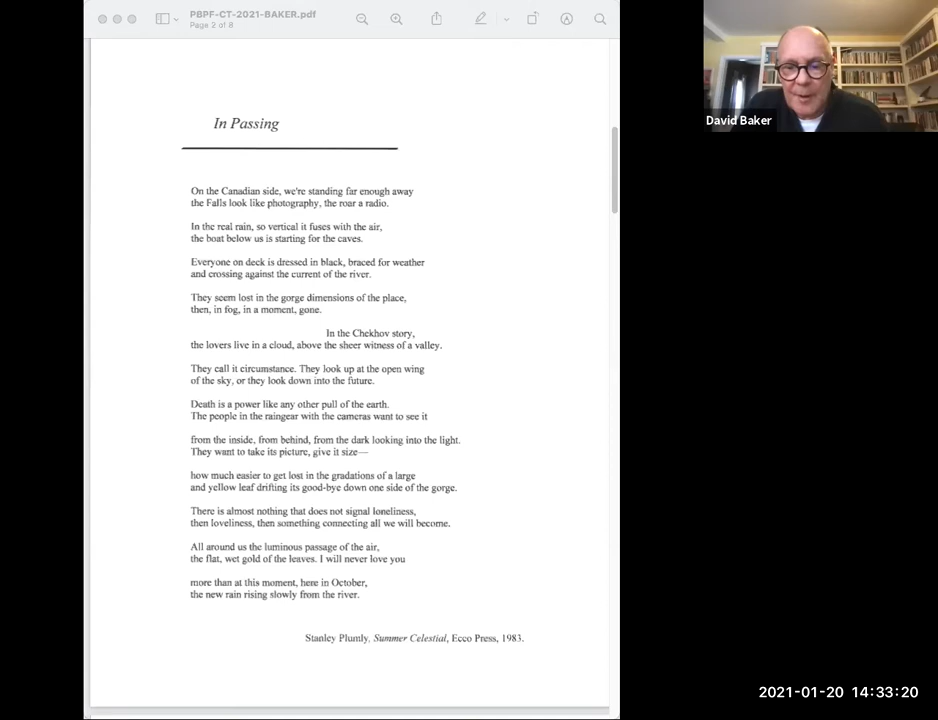 PBPF-CT-2021-BAKER.pdf
Page 2 of 8
In Passing
On the Canadian side, we're standing far enough away
the Falls look like photography, the roar a radio.
In the real rain, so vertical it fuses with the air,
the boat below us is starting for the caves.
Everyone on deck is dressed in black, braced for weather
and crossing against the current of the river.
They seem lost in the gorge dimensions of the place,
then, in fog, in a moment, gone.
In the Chekhov story,
the lovers live in a cloud, above the sheer witness of a valley.
They call it circumstance. They look up at the open wing
of the sky, or they look down into the future.
Death is a power like any other pull of the earth.
The people in the raingear with the cameras want to see it
from the inside, from behind, from the dark looking into the light.
They want to take its picture, give it size—
how much easier to get lost in the gradations of a large
and yellow leaf drifting its good-bye down one side of the gorge.
There is almost nothing that does not signal loneliness,
then loveliness, then something connecting all we will become.
All around us the luminous passage of the air,
the flat, wet gold of the leaves. I will never love you
more than at this moment, here in October,
the new rain rising slowly from the river.
Stanley Plumly, Summer Celestial, Ecco Press, 1983.
David Baker
2021-01-20 14:33:20